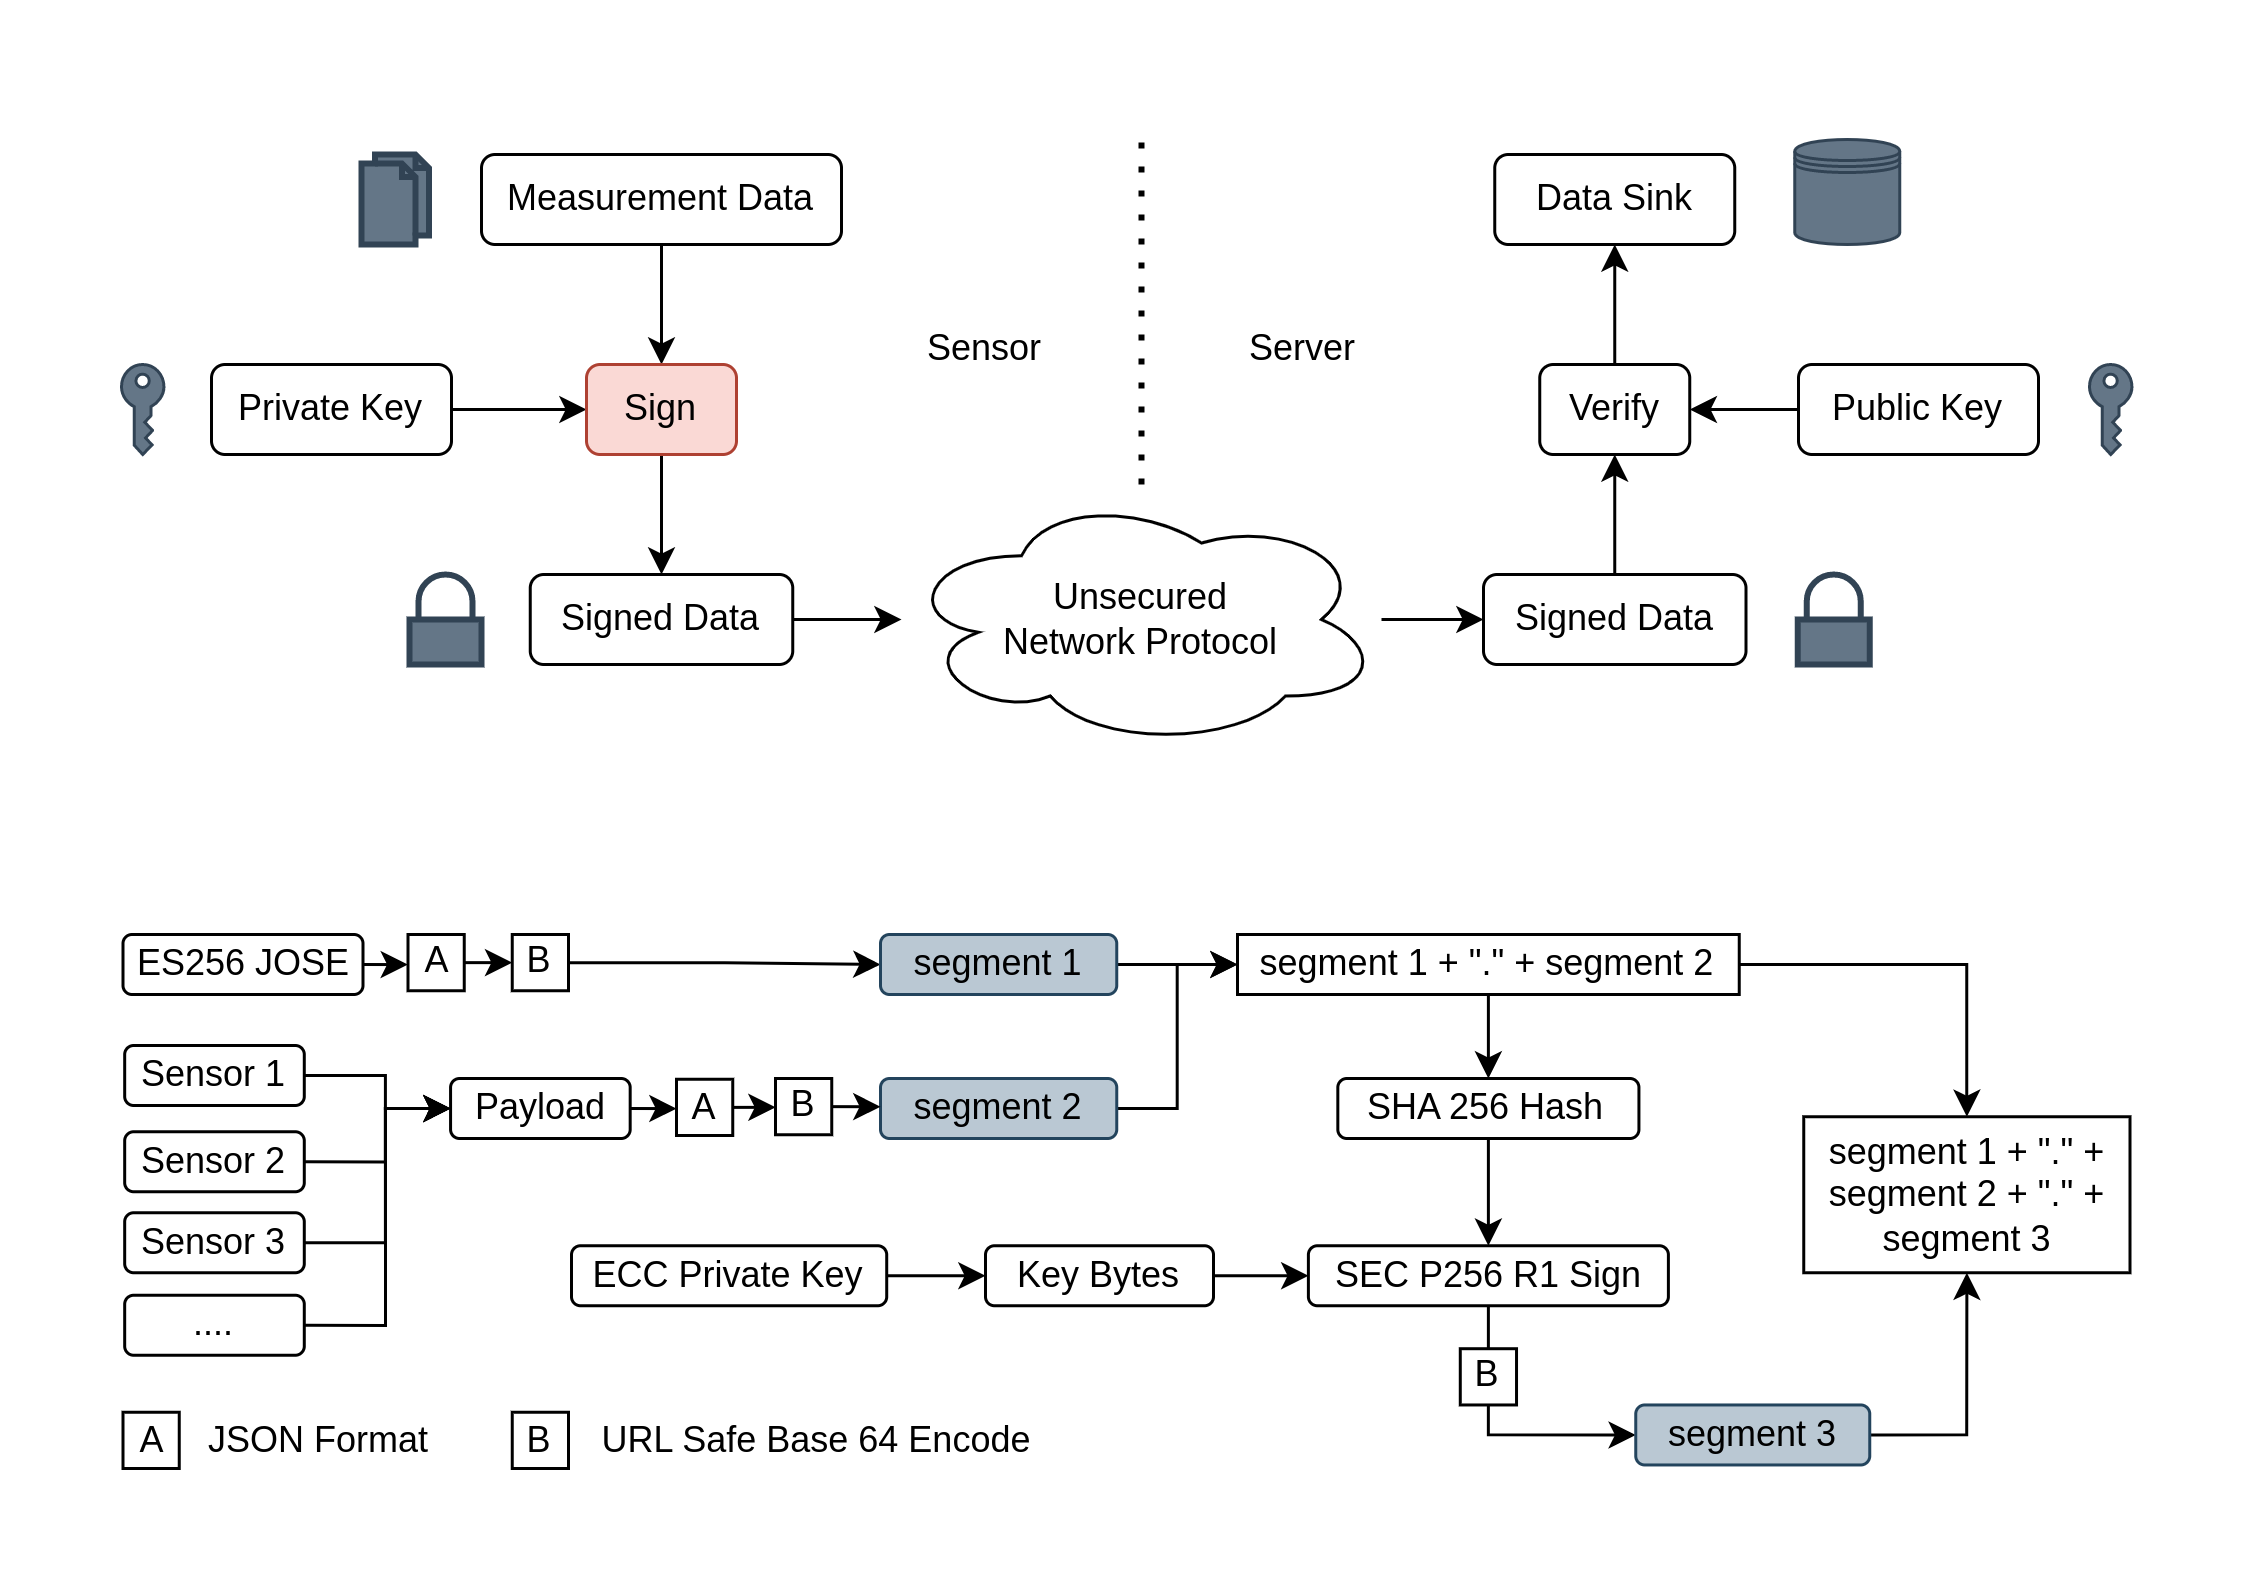 Measurement Data
Data Sink
Sensor
Server
Private Key
Sign
Verify
Public Key
Signed Data
Unsecured
Network Protocol
Signed Data
ES256 JOSE
A
B
segment 1
segment 1 + "." + segment 2
Sensor 1
Payload
A
B
segment 2
SHA 256 Hash
Sensor 2
segment 1 + "." +
segment 2 + "." +
segment 3
Sensor 3
ECC Private Key
Key Bytes
SEC P256 R1 Sign
....
B
A
JSON Format
B
URL Safe Base 64 Encode
segment 3